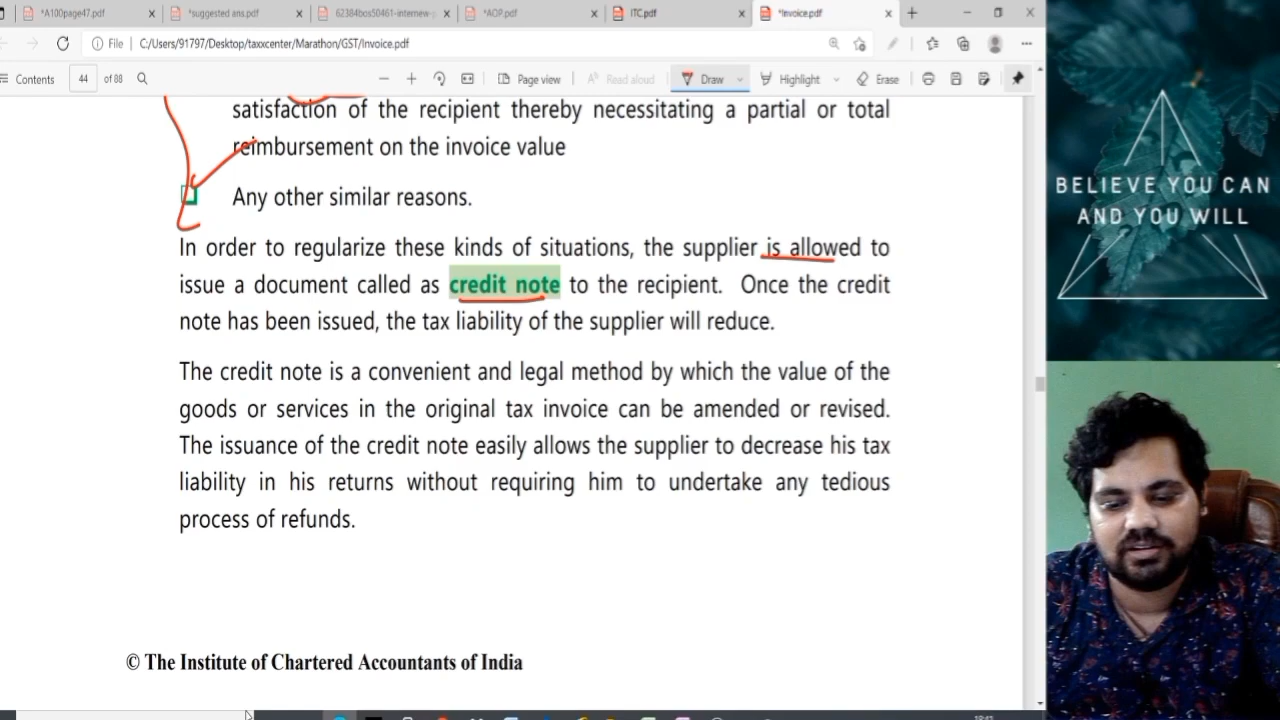 *A100page47.pdf
*suggested ans.pdf
62384bos50461-internew-
*AOP.pdf
ITC.pdf
*Invoice.pdf
File C:/Users/91797/Desktop/taxxcenter/Marathon/GST/Invoice.pdf
Contents 44 of 88 Page view Read aloud Draw Highlight Erase
satisfaction of the recipient thereby necessitating a partial or total
reimbursement on the invoice value
Any other similar reasons.
In order to regularize these kinds of situations, the supplier is allowed to
issue a document called as credit note to the recipient. Once the credit
note has been issued, the tax liability of the supplier will reduce.
The credit note is a convenient and legal method by which the value of the
goods or services in the original tax invoice can be amended or revised.
The issuance of the credit note easily allows the supplier to decrease his tax
liability in his returns without requiring him to undertake any tedious
process of refunds.
© The Institute of Chartered Accountants of India
BELIEVE YOU CAN
AND YOU WILL